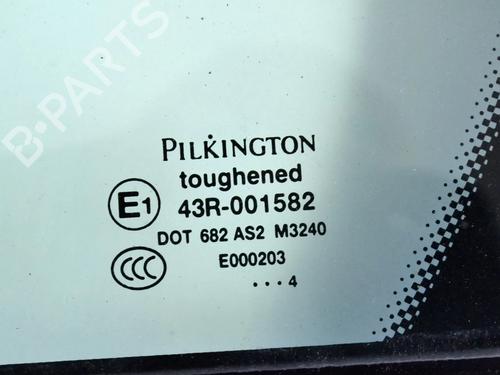 B-PARTS
PILKINGTON
toughened
E1 43R-001582
DOT 682 AS2 M3240
CCC E000203
•••4